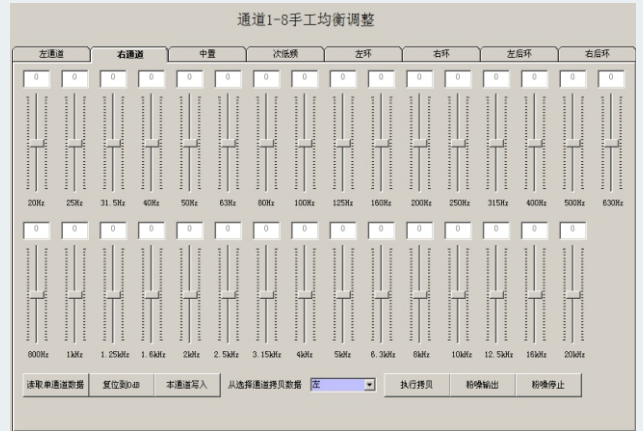 通道1-8手工均衡调整
左通道 右通道 中置 次低频 左环 右环 左后环 右后环
0 0 0 0 0 0 0 0 0 0 0 0 0 0 0 0
20Hz 25Hz 31.5Hz 40Hz 50Hz 63Hz 80Hz 100Hz 125Hz 160Hz 200Hz 250Hz 315Hz 400Hz 500Hz 630Hz
0 0 0 0 0 0 0 0 0 0 0 0 0 0 0
800Hz 1kHz 1.25kHz 1.6kHz 2kHz 2.5kHz 3.15kHz 4kHz 5kHz 6.3kHz 8kHz 10kHz 12.5kHz 16kHz 20kHz
读取单通道数据 复位到0dB 本通道写入 从选择通道拷贝数据 左 执行拷贝 粉噪输出 粉噪停止